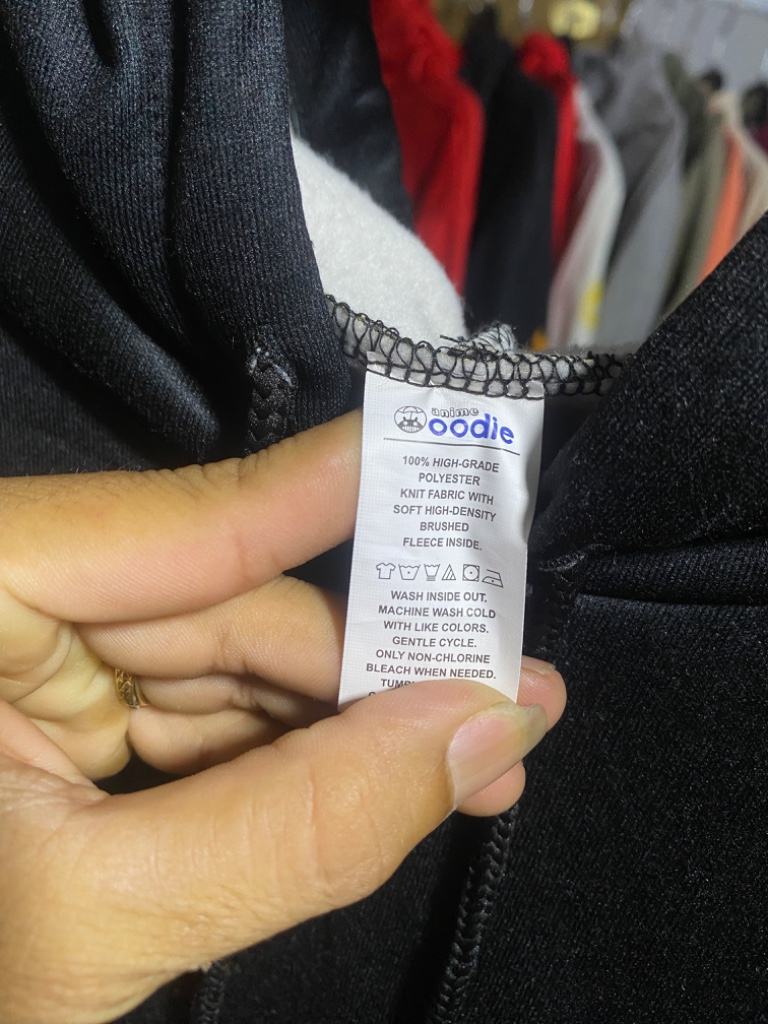 anime
oodie
100% HIGH-GRADE
POLYESTER
KNIT FABRIC WITH
SOFT HIGH-DENSITY
BRUSHED
FLEECE INSIDE.
WASH INSIDE OUT.
MACHINE WASH COLD
WITH LIKE COLORS.
GENTLE CYCLE.
ONLY NON-CHLORINE
BLEACH WHEN NEEDED.